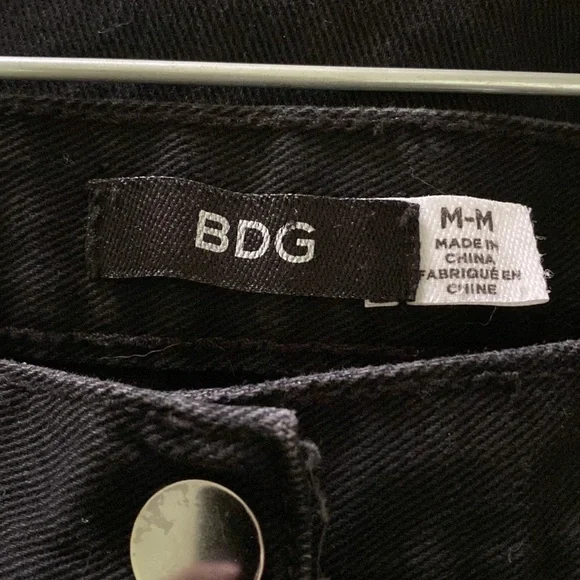 BDG
M-M
MADE IN
CHINA
FABRIQUÉ EN
CHINE